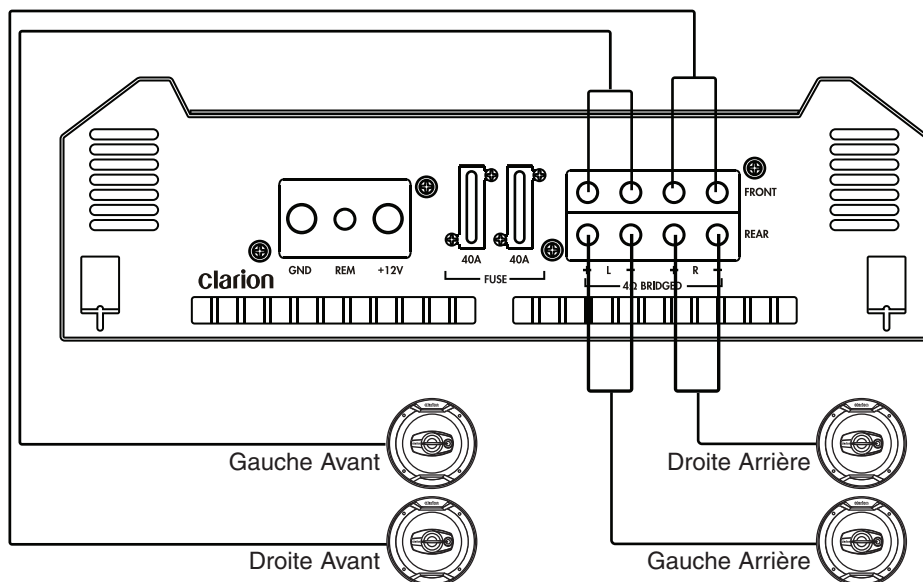 FRONT
REAR
40A 40A
GND REM +12V
FUSE
+ L - + R -
4Ω BRIDGED
clarion
Gauche Avant
Droite Arrière
Droite Avant
Gauche Arrière